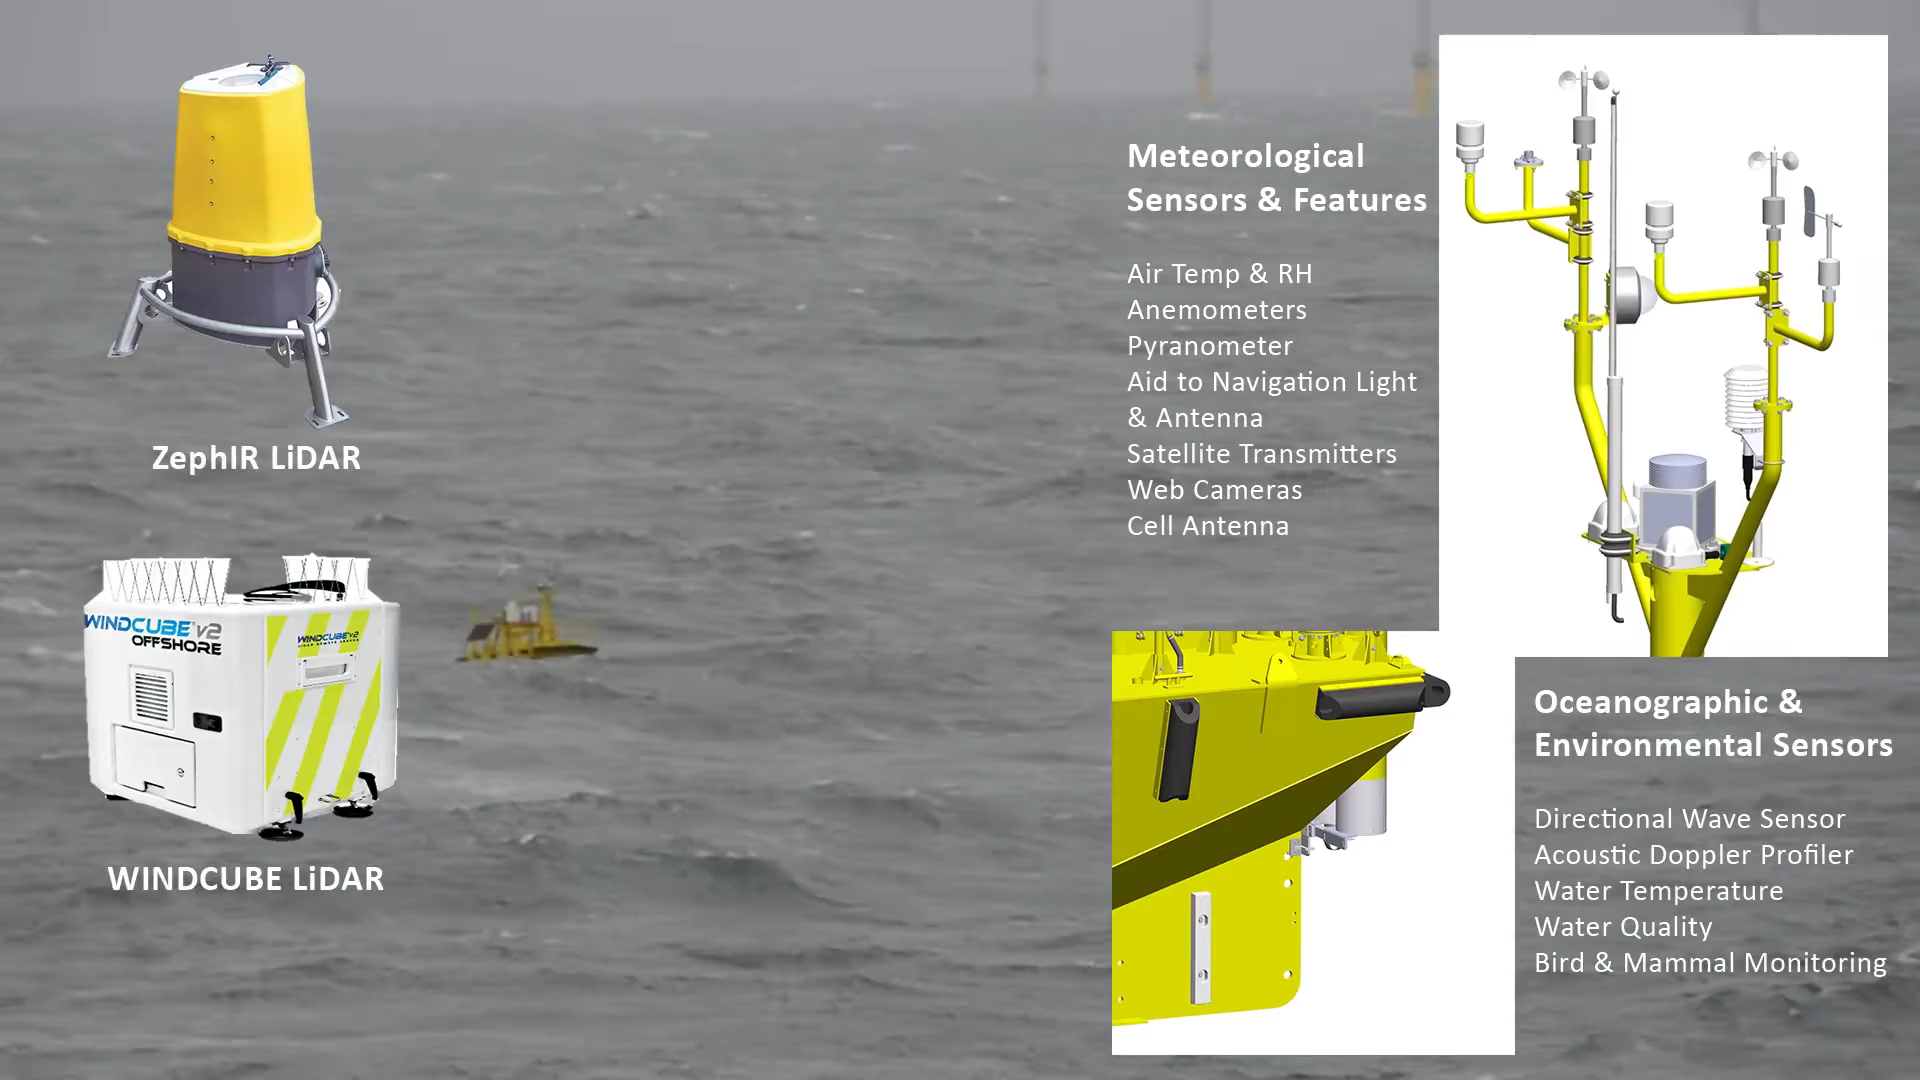 ZephIR LiDAR
WINDCUBE v2
OFFSHORE
WINDCUBE v2
WINDCUBE LiDAR
Meteorological
Sensors & Features
Air Temp & RH
Anemometers
Pyranometer
Aid to Navigation Light
& Antenna
Satellite Transmitters
Web Cameras
Cell Antenna
Oceanographic &
Environmental Sensors
Directional Wave Sensor
Acoustic Doppler Profiler
Water Temperature
Water Quality
Bird & Mammal Monitoring